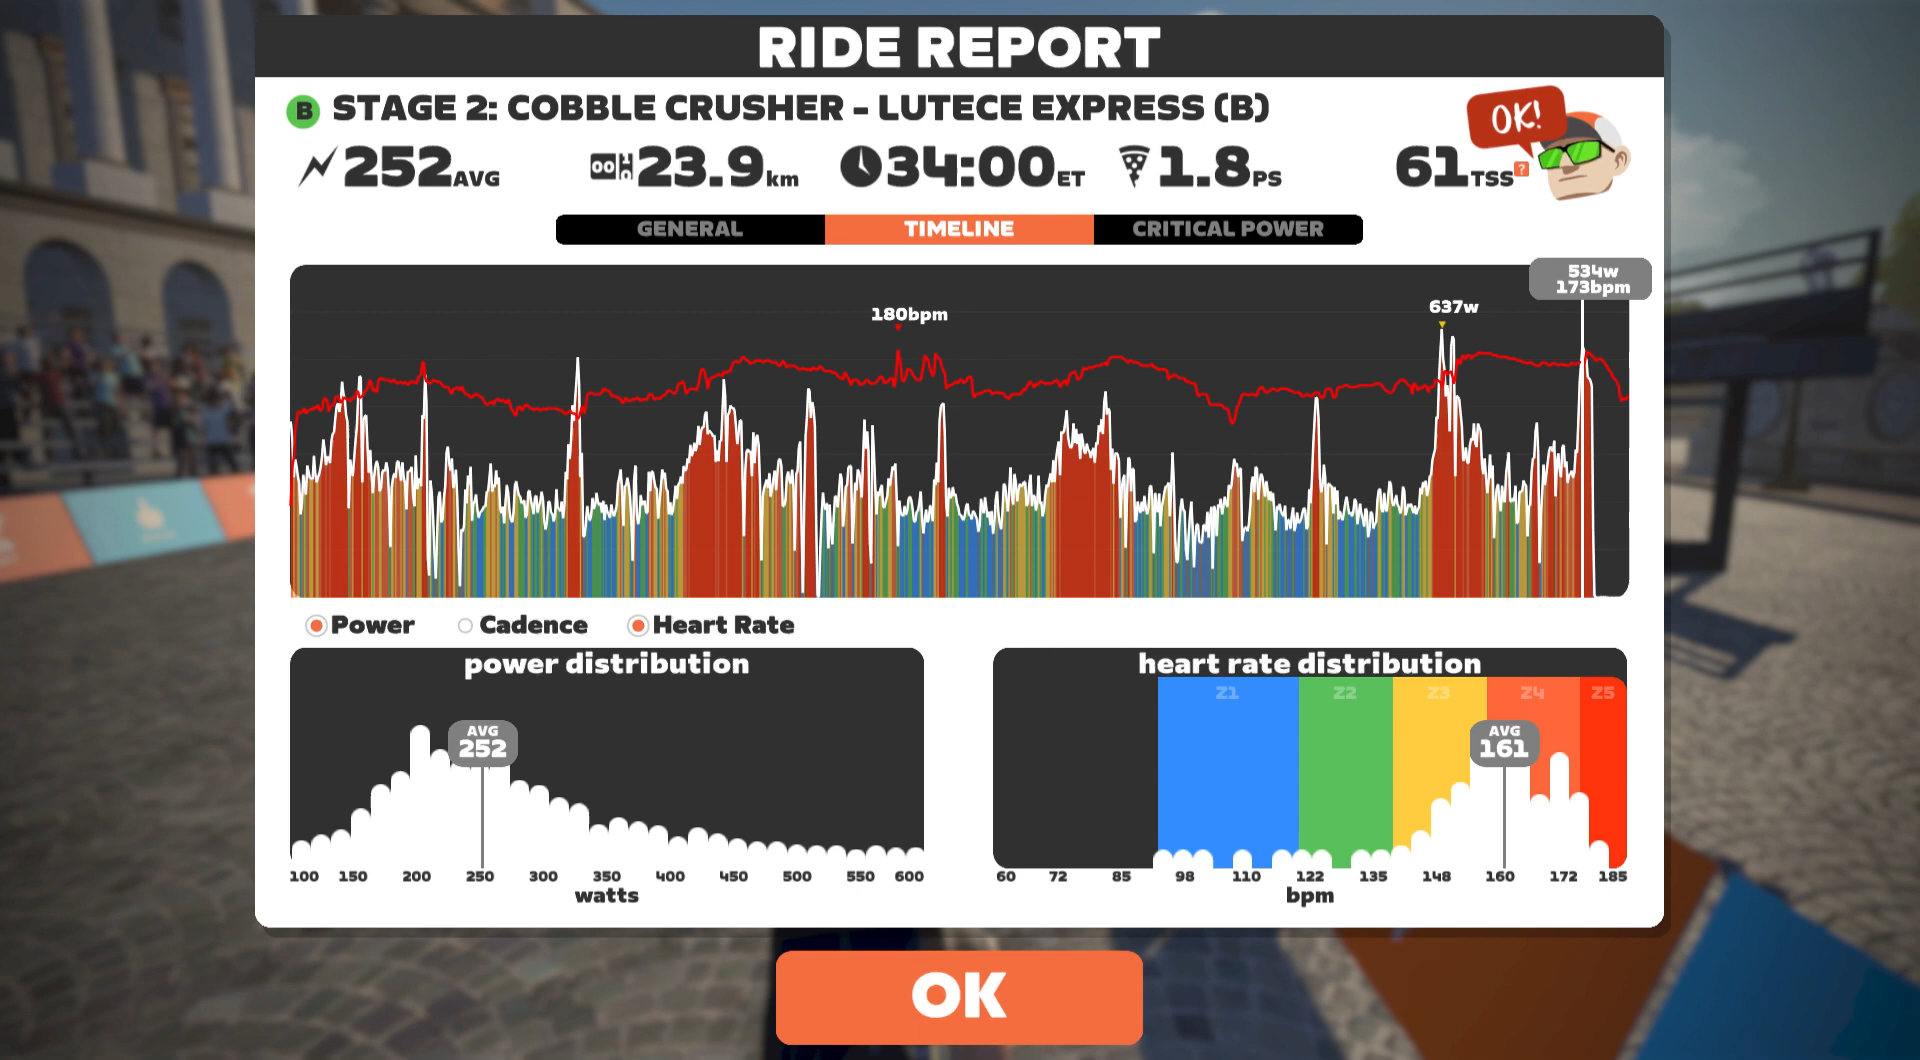 RIDE REPORT
B STAGE 2: COBBLE CRUSHER - LUTECE EXPRESS (B)
OK!
252AVG 23.9km 34:00ET 1.8PS 61TSS?
GENERAL TIMELINE CRITICAL POWER
534w
173bpm
180bpm 637w
Power Cadence Heart Rate
power distribution
AVG
252
100 150 200 250 300 350 400 450 500 550 600
watts
heart rate distribution
Z1 Z2 Z3 Z4 Z5
AVG
161
60 72 85 98 110 122 135 148 160 172 185
bpm
OK